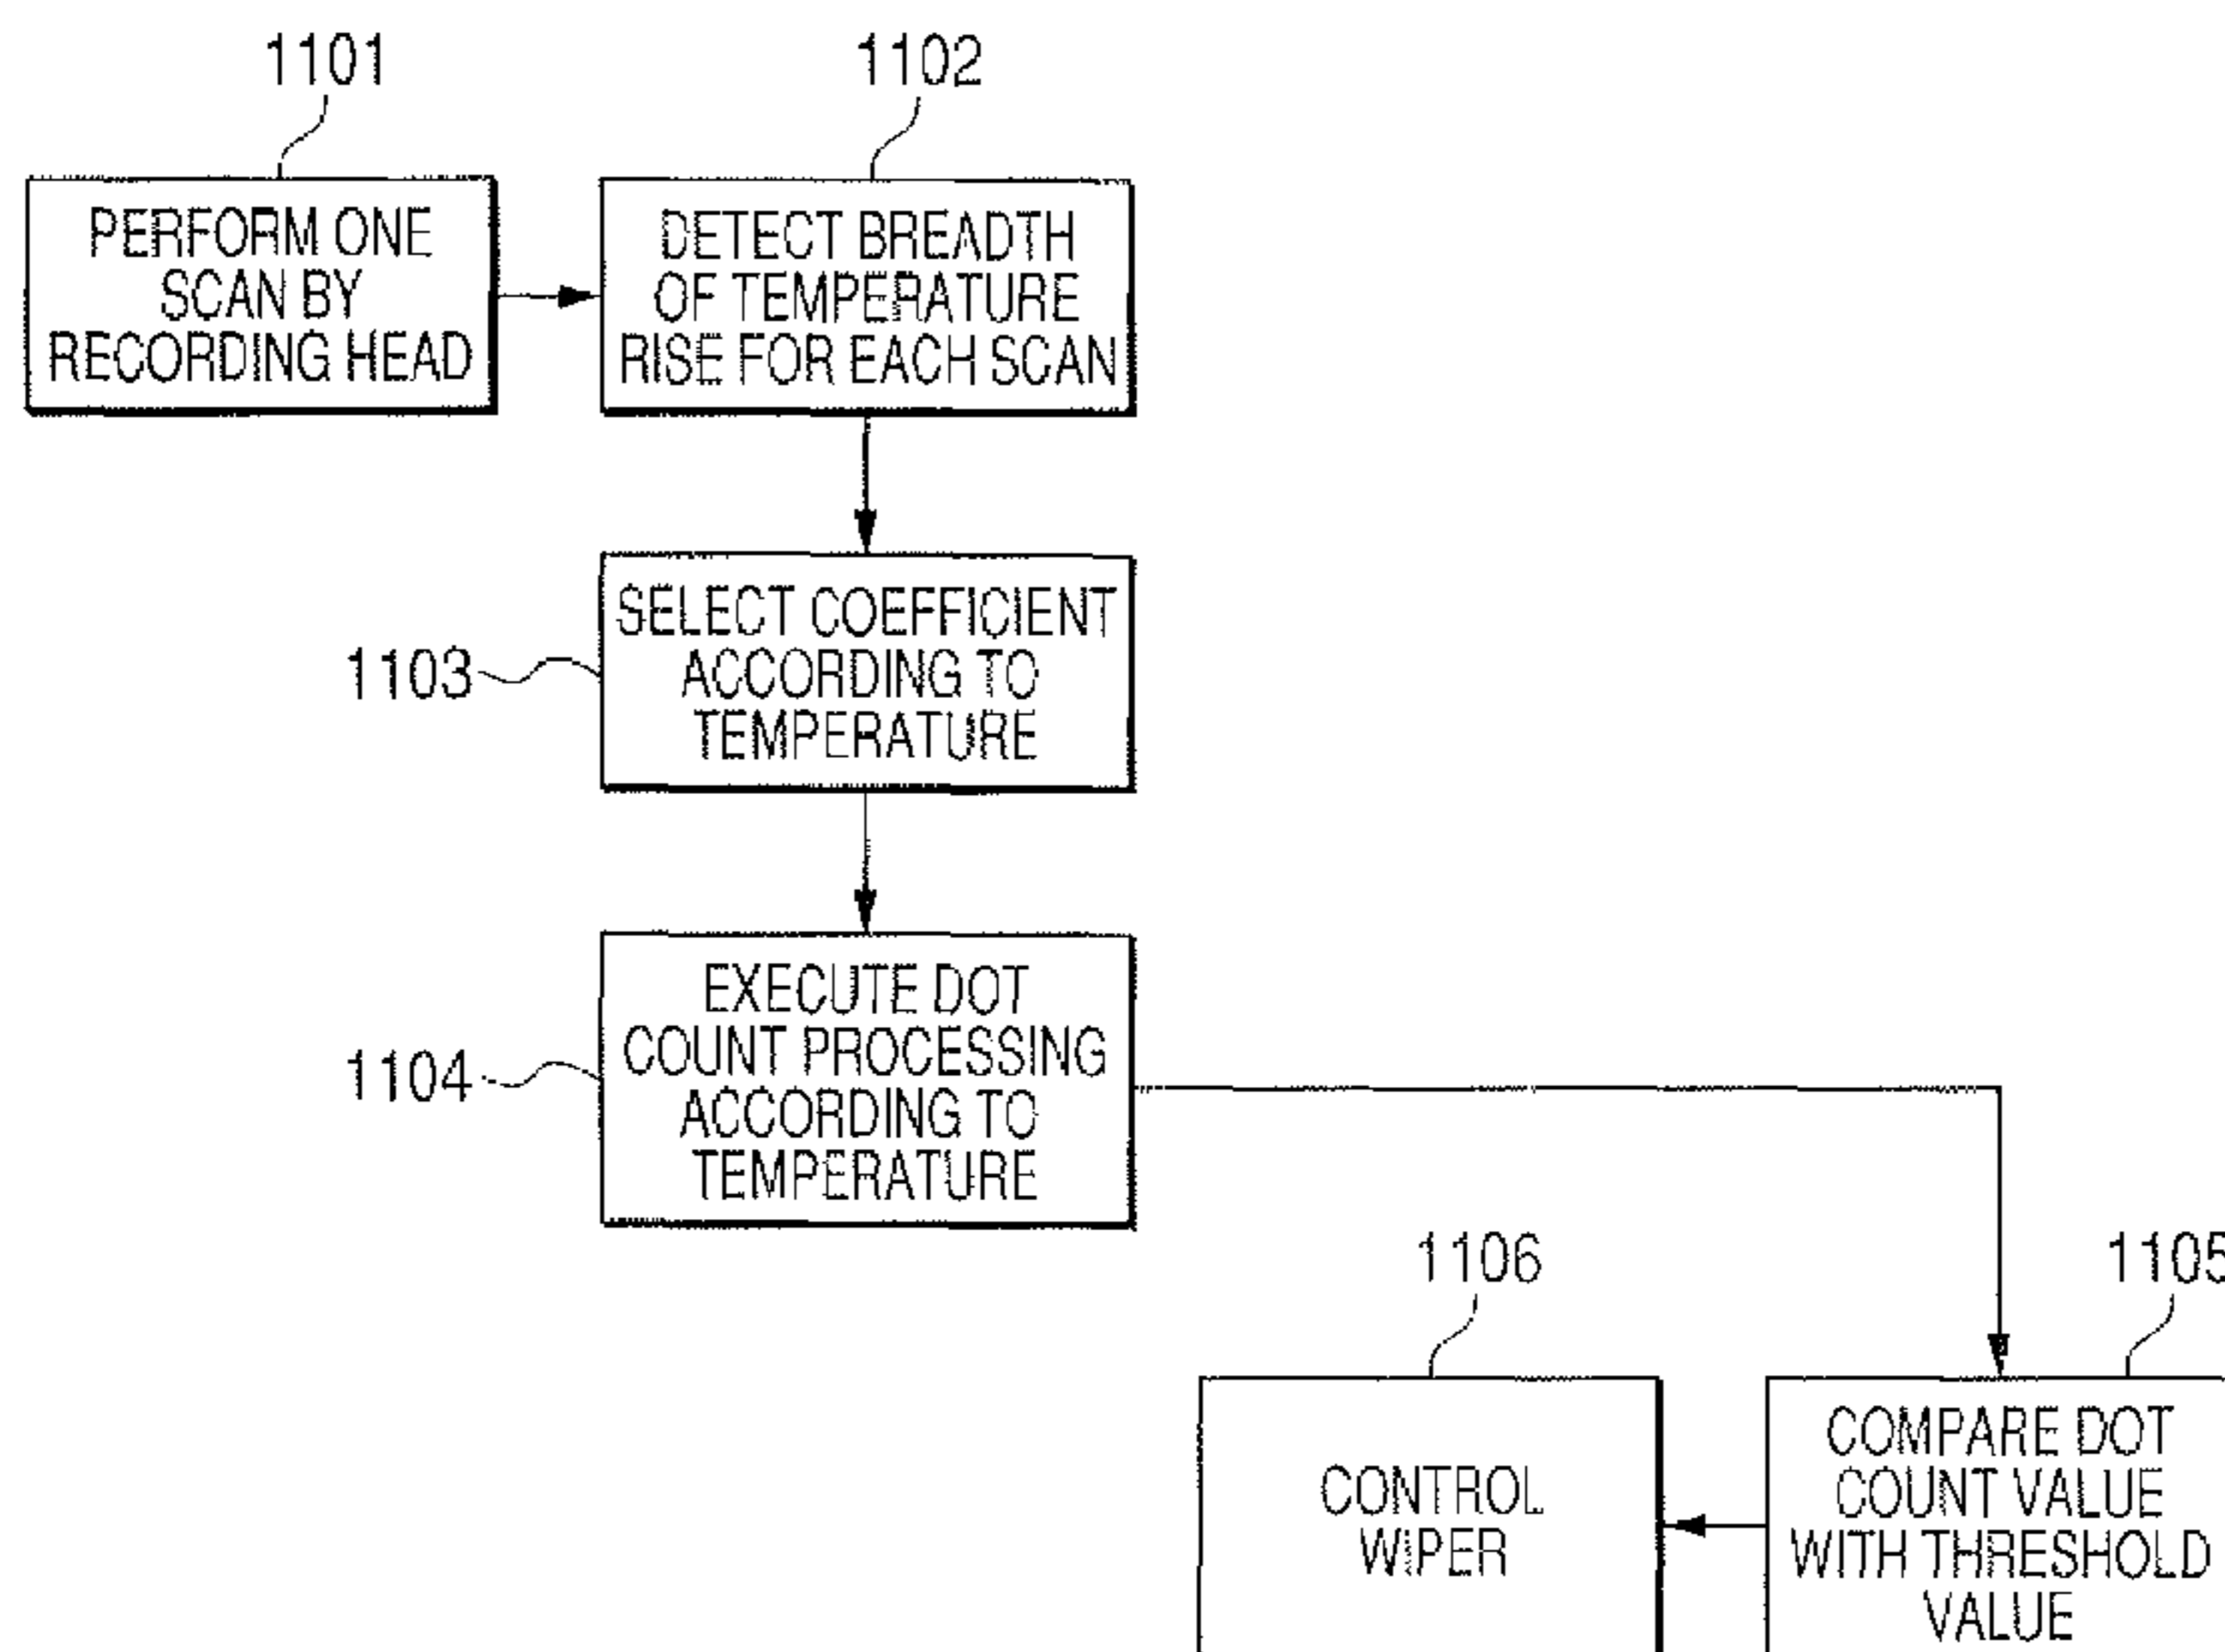 1101
1102
PERFORM ONE
SCAN BY
RECORDING HEAD
DETECT BREADTH
OF TEMPERATURE
RISE FOR EACH SCAN
1103
SELECT COEFFICIENT
ACCORDING TO
TEMPERATURE
1104
EXECUTE DOT
COUNT PROCESSING
ACCORDING TO
TEMPERATURE
1106
1105
CONTROL
WIPER
COMPARE DOT
COUNT VALUE
WITH THRESHOLD
VALUE